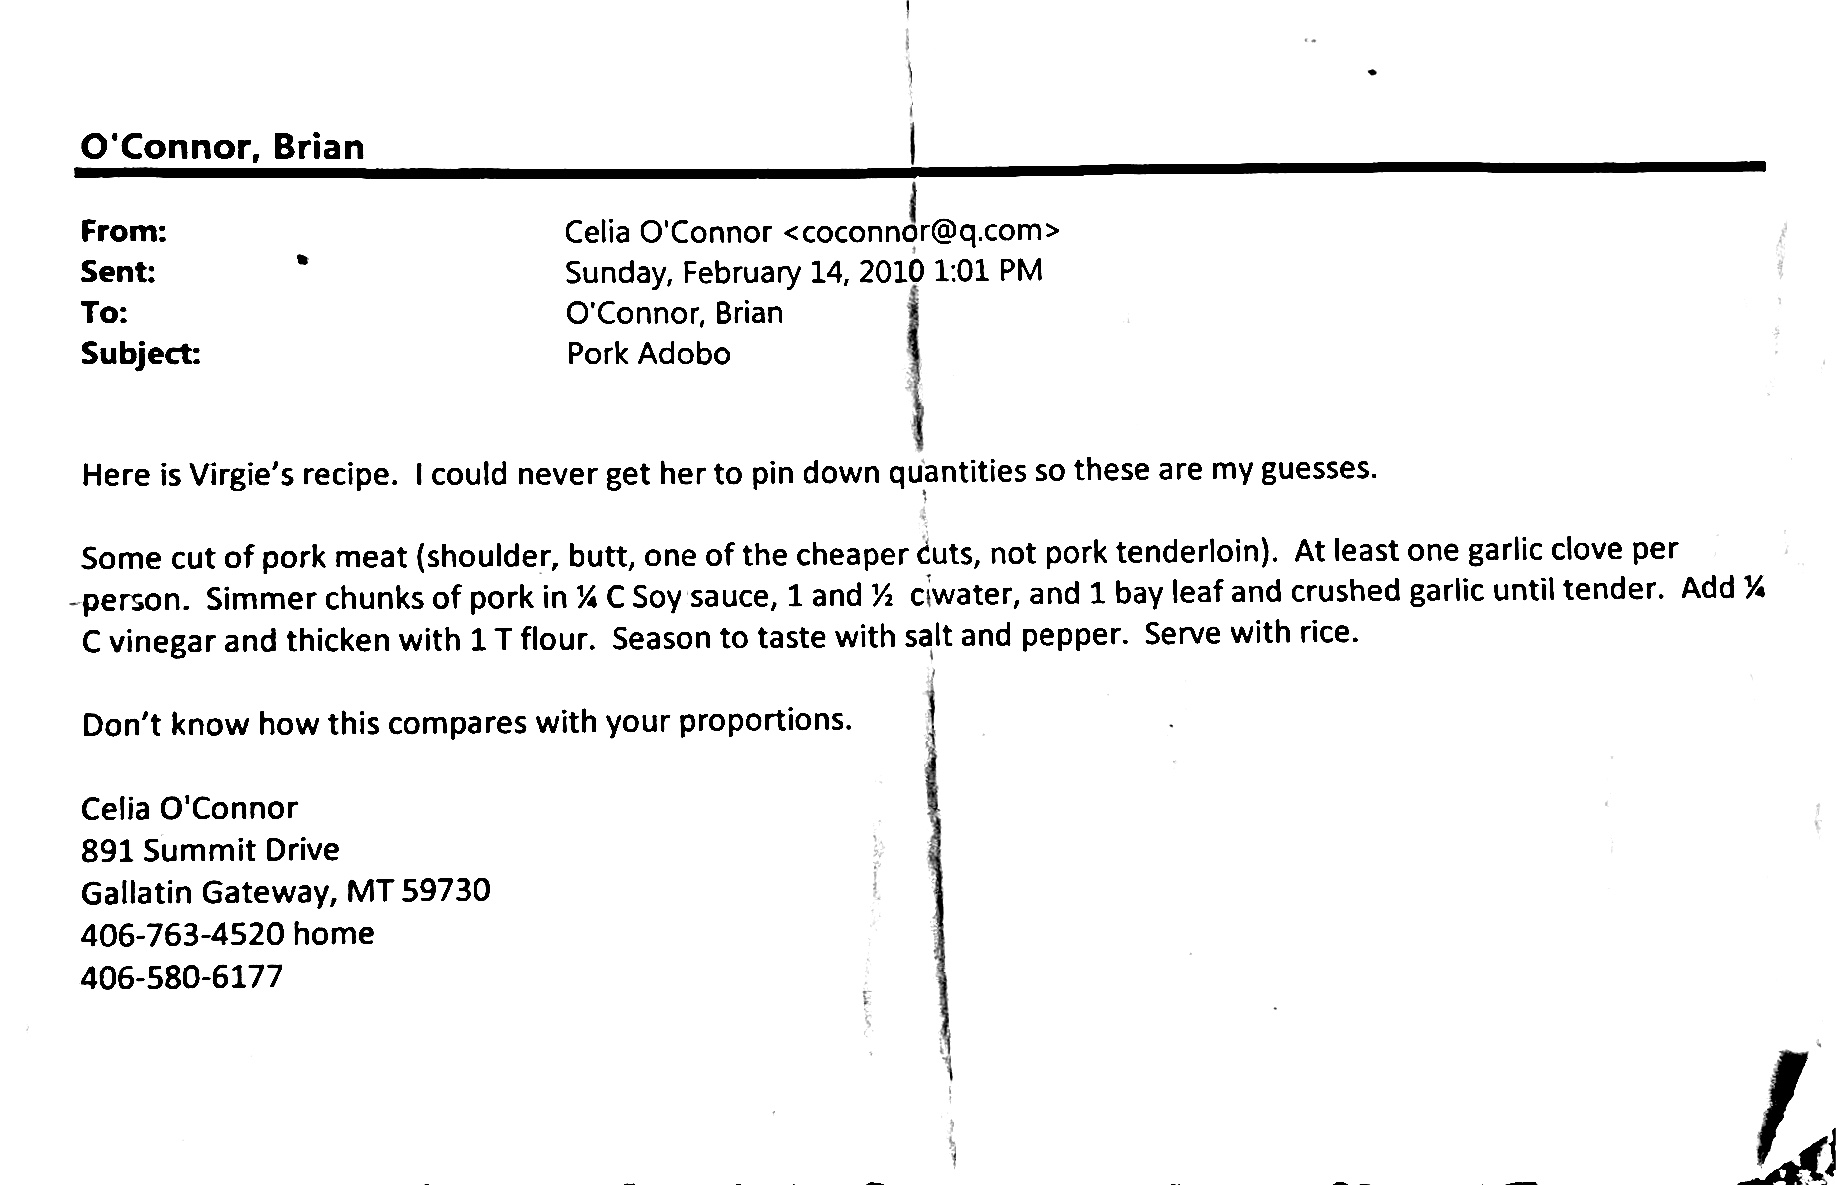 O'Connor, Brian
From: Celia O'Connor <coconnor@q.com>
Sent: Sunday, February 14, 2010 1:01 PM
To: O'Connor, Brian
Subject: Pork Adobo
Here is Virgie's recipe. I could never get her to pin down quantities so these are my guesses.
Some cut of pork meat (shoulder, butt, one of the cheaper cuts, not pork tenderloin). At least one garlic clove per
person. Simmer chunks of pork in ¼ C Soy sauce, 1 and ½ c water, and 1 bay leaf and crushed garlic until tender. Add ¼
C vinegar and thicken with 1 T flour. Season to taste with salt and pepper. Serve with rice.
Don't know how this compares with your proportions.
Celia O'Connor
891 Summit Drive
Gallatin Gateway, MT 59730
406-763-4520 home
406-580-6177